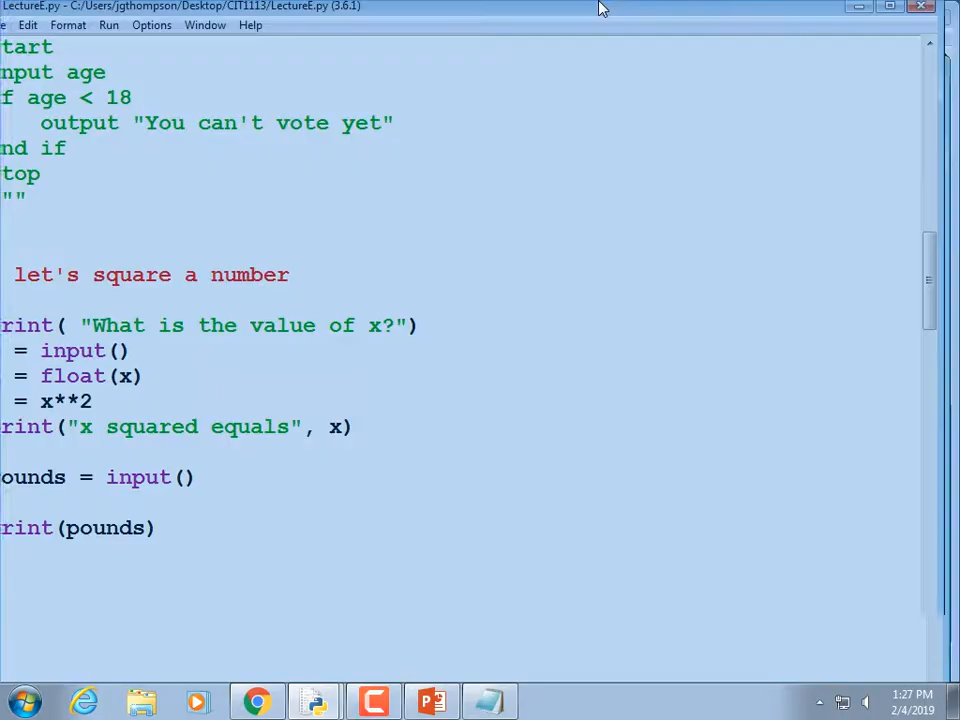 LectureE.py - C:/Users/jgthompson/Desktop/CIT1113/LectureE.py (3.6.1)
e Edit Format Run Options Window Help
tart
nput age
f age < 18
output "You can't vote yet"
nd if
top
""
let's square a number
rint( "What is the value of x?")
= input()
= float(x)
= x**2
rint("x squared equals", x)
ounds = input()
rint(pounds)
1:27 PM
2/4/2019